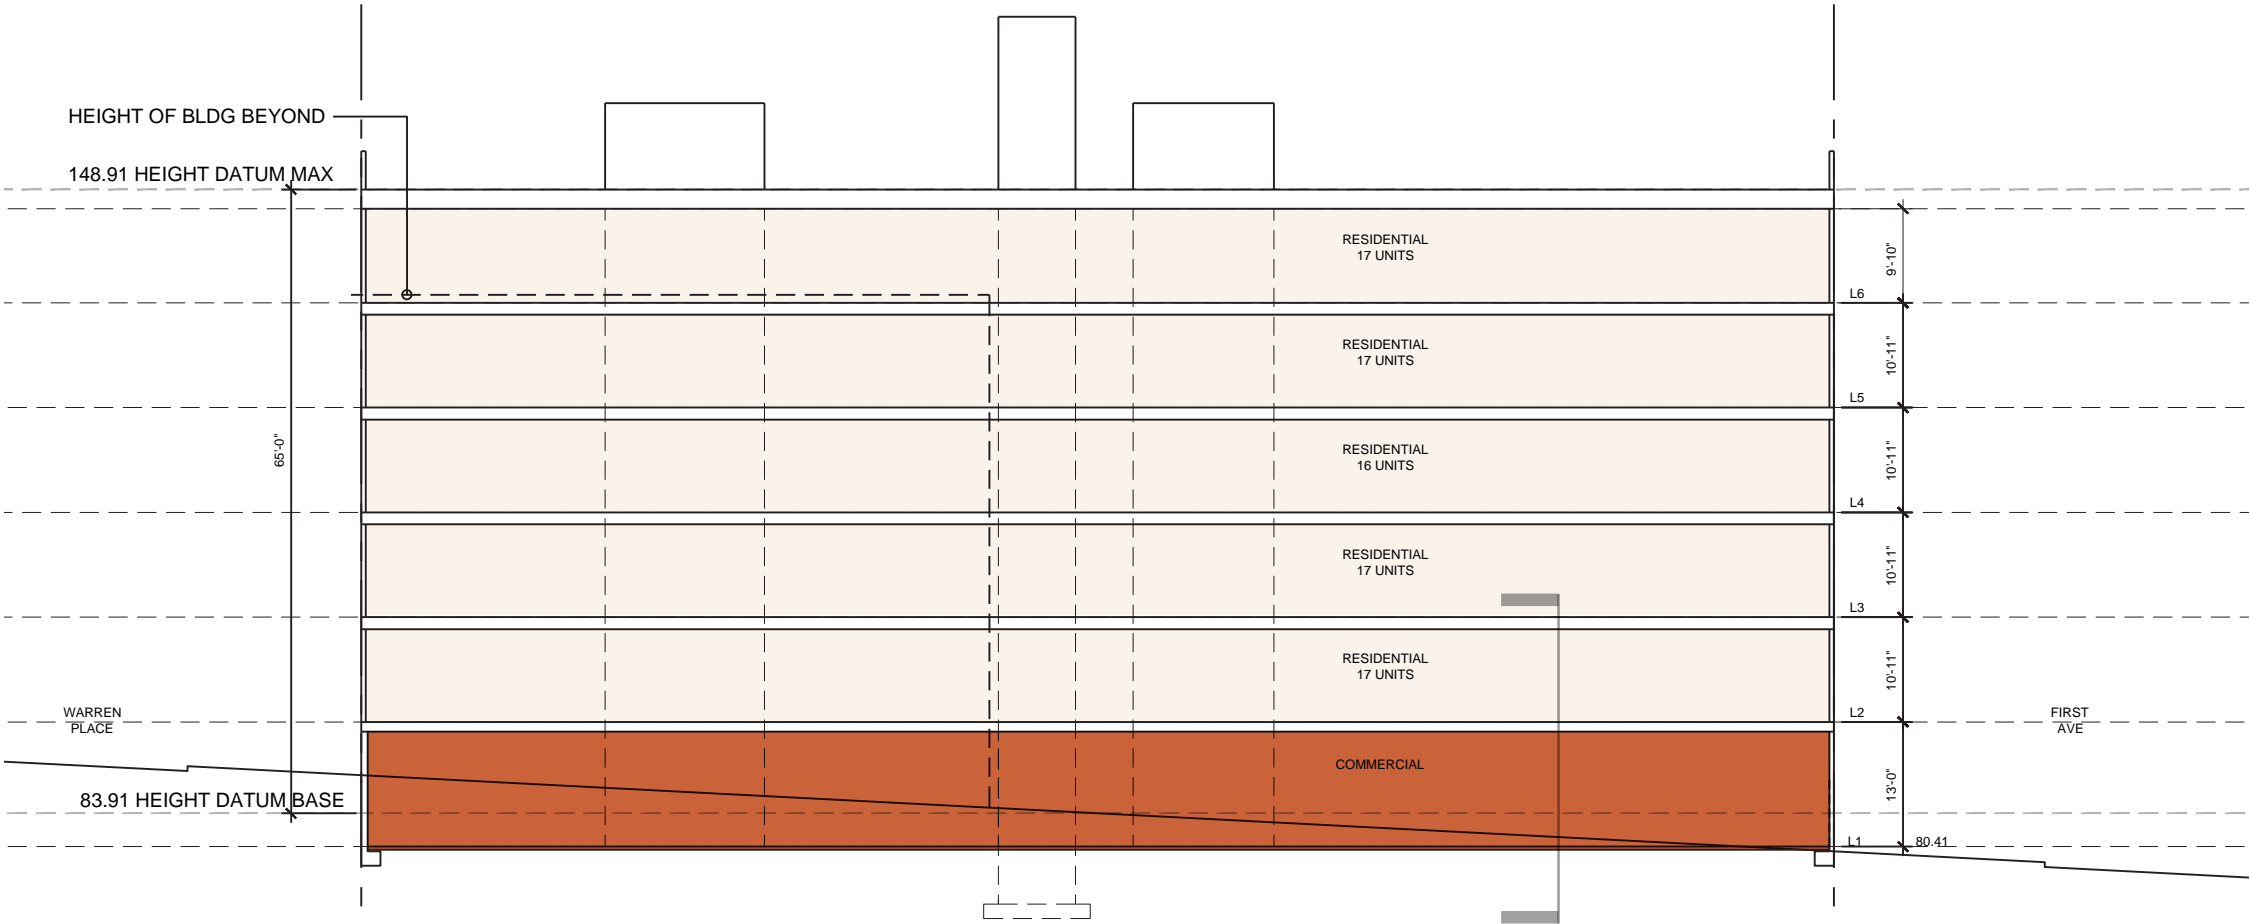 HEIGHT OF BLDG BEYOND
148.91 HEIGHT DATUM MAX
RESIDENTIAL
17 UNITS
9'-10"
L6
RESIDENTIAL
17 UNITS
10'-11"
L5
65'-0"
RESIDENTIAL
16 UNITS
10'-11"
L4
RESIDENTIAL
17 UNITS
10'-11"
L3
RESIDENTIAL
17 UNITS
10'-11"
L2
WARREN
PLACE
FIRST
AVE
COMMERCIAL
13'-0"
83.91 HEIGHT DATUM BASE
L1
80.41